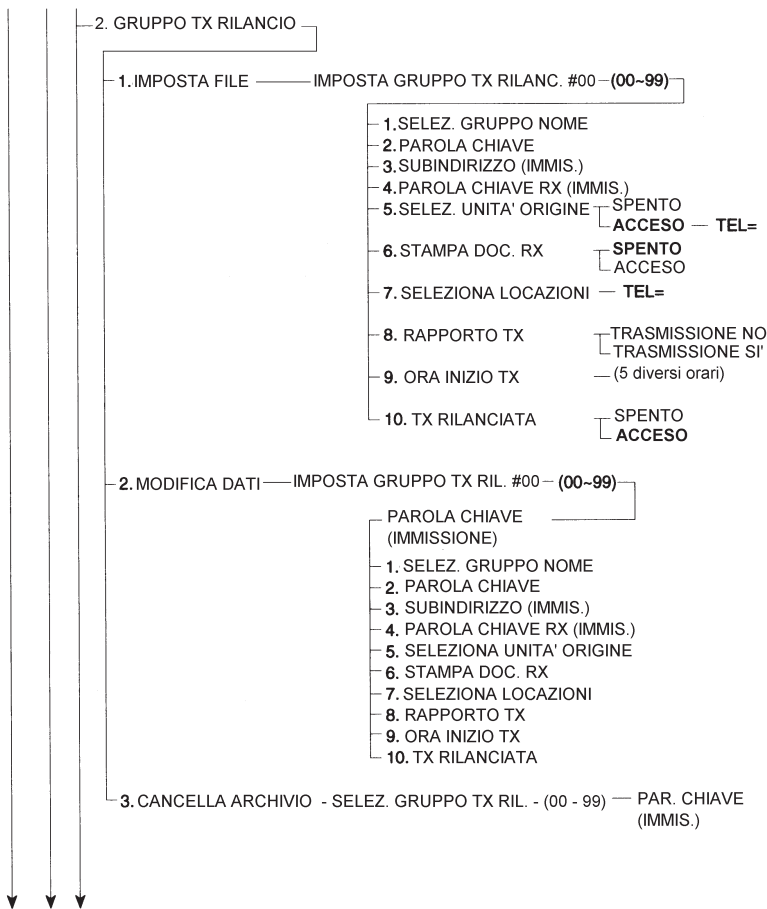 2. GRUPPO TX RILANCIO
1. IMPOSTA FILE IMPOSTA GRUPPO TX RILANC. #00 – (00~99)
1. SELEZ. GRUPPO NOME
2. PAROLA CHIAVE
3. SUBINDIRIZZO (IMMIS.)
4. PAROLA CHIAVE RX (IMMIS.)
5. SELEZ. UNITA' ORIGINE SPENTO
ACCESO — TEL=
6. STAMPA DOC. RX SPENTO
ACCESO
7. SELEZIONA LOCAZIONI — TEL=
8. RAPPORTO TX TRASMISSIONE NO
TRASMISSIONE SI'
9. ORA INIZIO TX — (5 diversi orari)
10. TX RILANCIATA SPENTO
ACCESO
2. MODIFICA DATI — IMPOSTA GRUPPO TX RIL. #00 – (00~99)
PAROLA CHIAVE
(IMMISSIONE)
1. SELEZ. GRUPPO NOME
2. PAROLA CHIAVE
3. SUBINDIRIZZO (IMMIS.)
4. PAROLA CHIAVE RX (IMMIS.)
5. SELEZIONA UNITA' ORIGINE
6. STAMPA DOC. RX
7. SELEZIONA LOCAZIONI
8. RAPPORTO TX
9. ORA INIZIO TX
10. TX RILANCIATA
3. CANCELLA ARCHIVIO - SELEZ. GRUPPO TX RIL. - (00 - 99) — PAR. CHIAVE
(IMMIS.)